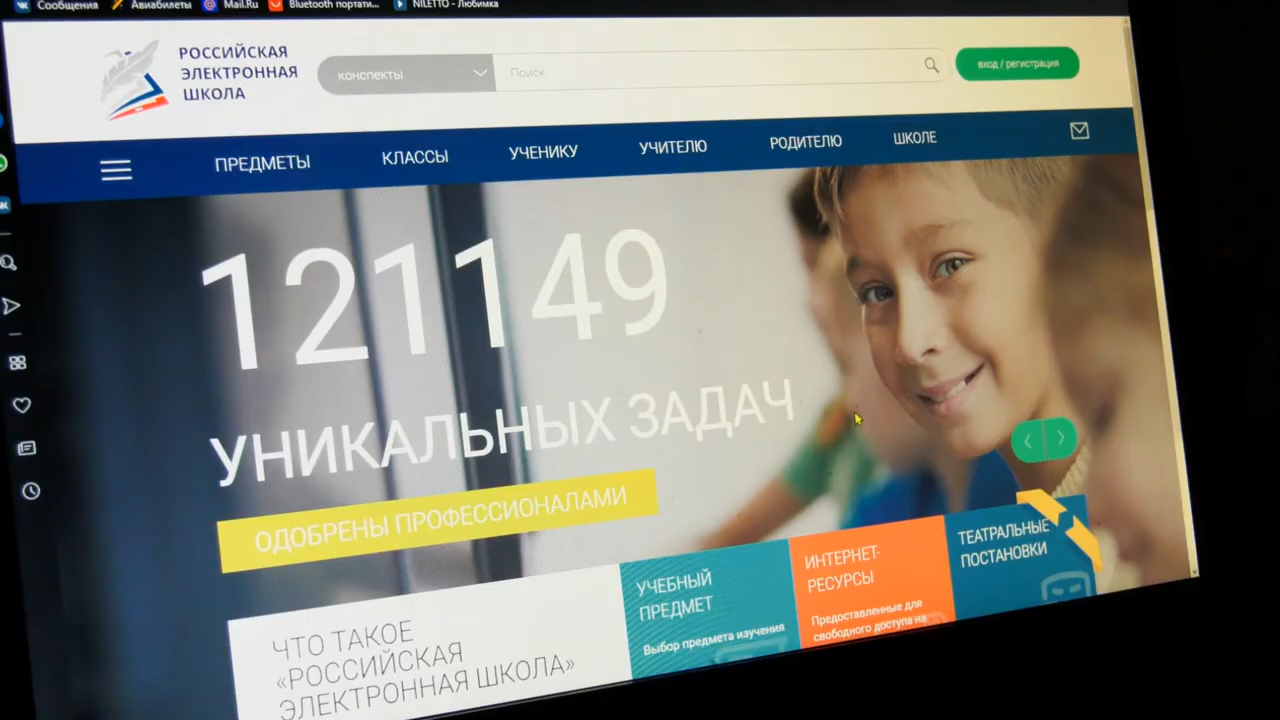 Сообщения Авиабилеты Mail.Ru Bluetooth портати... NILETTO - Любимка
РОССИЙСКАЯ
ЭЛЕКТРОННАЯ
ШКОЛА
конспекты
Поиск
вход / регистрация
ПРЕДМЕТЫ КЛАССЫ УЧЕНИКУ УЧИТЕЛЮ РОДИТЕЛЮ ШКОЛЕ
121149
УНИКАЛЬНЫХ ЗАДАЧ
ОДОБРЕНЫ ПРОФЕССИОНАЛАМИ
ЧТО ТАКОЕ
«РОССИЙСКАЯ
ЭЛЕКТРОННАЯ ШКОЛА»
УЧЕБНЫЙ
ПРЕДМЕТ
Выбор предмета изучения
ИНТЕРНЕТ-
РЕСУРСЫ
Предоставленные для
свободного доступа на
ТЕАТРАЛЬНЫЕ
ПОСТАНОВКИ